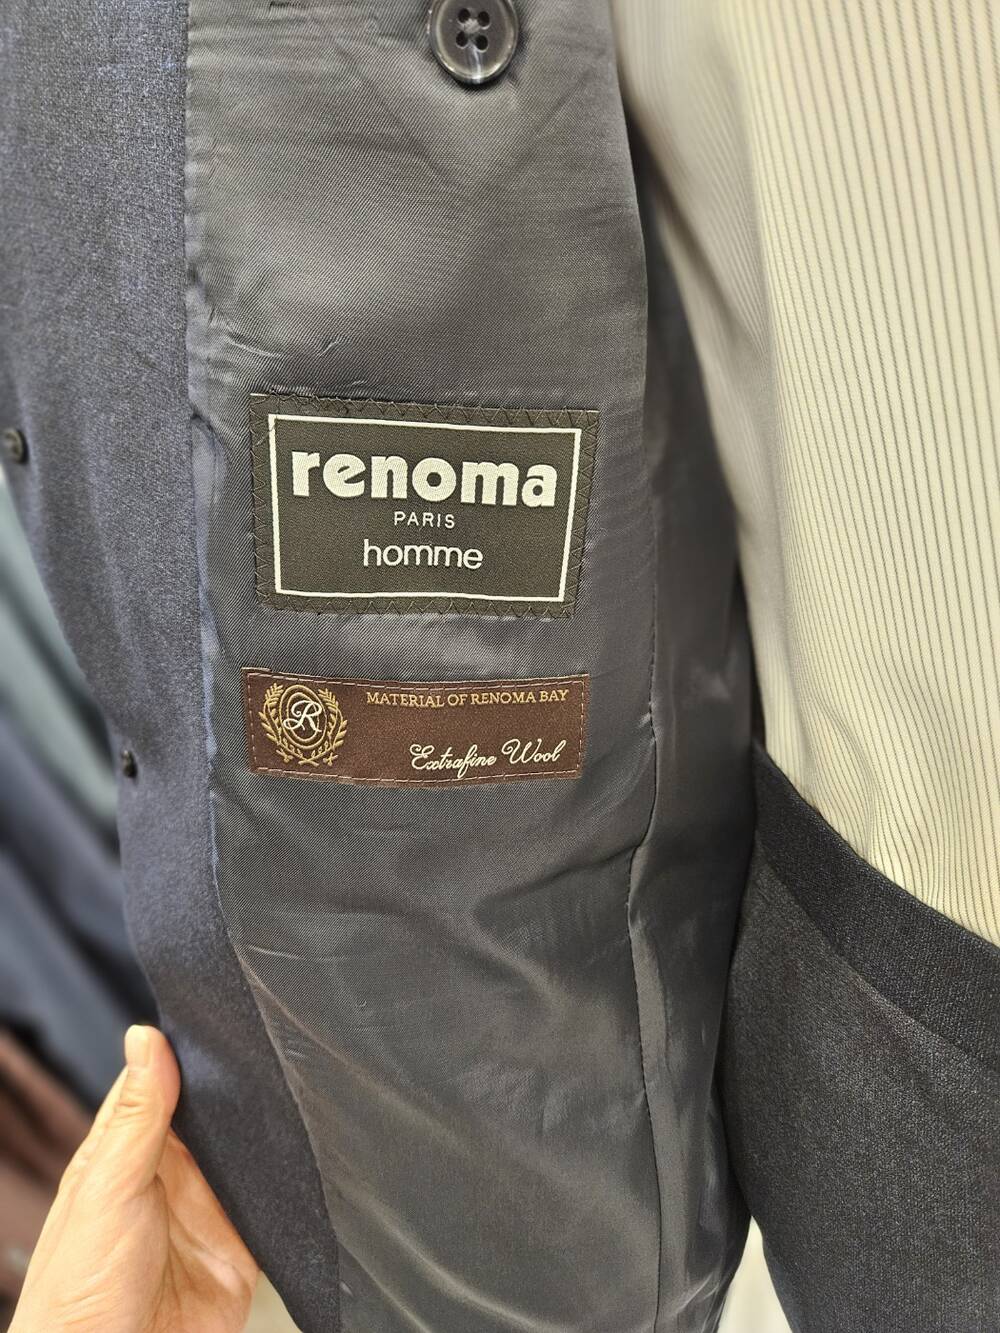 renoma
PARIS
homme
R
MATERIAL OF RENOMA BAY
Extrafine Wool